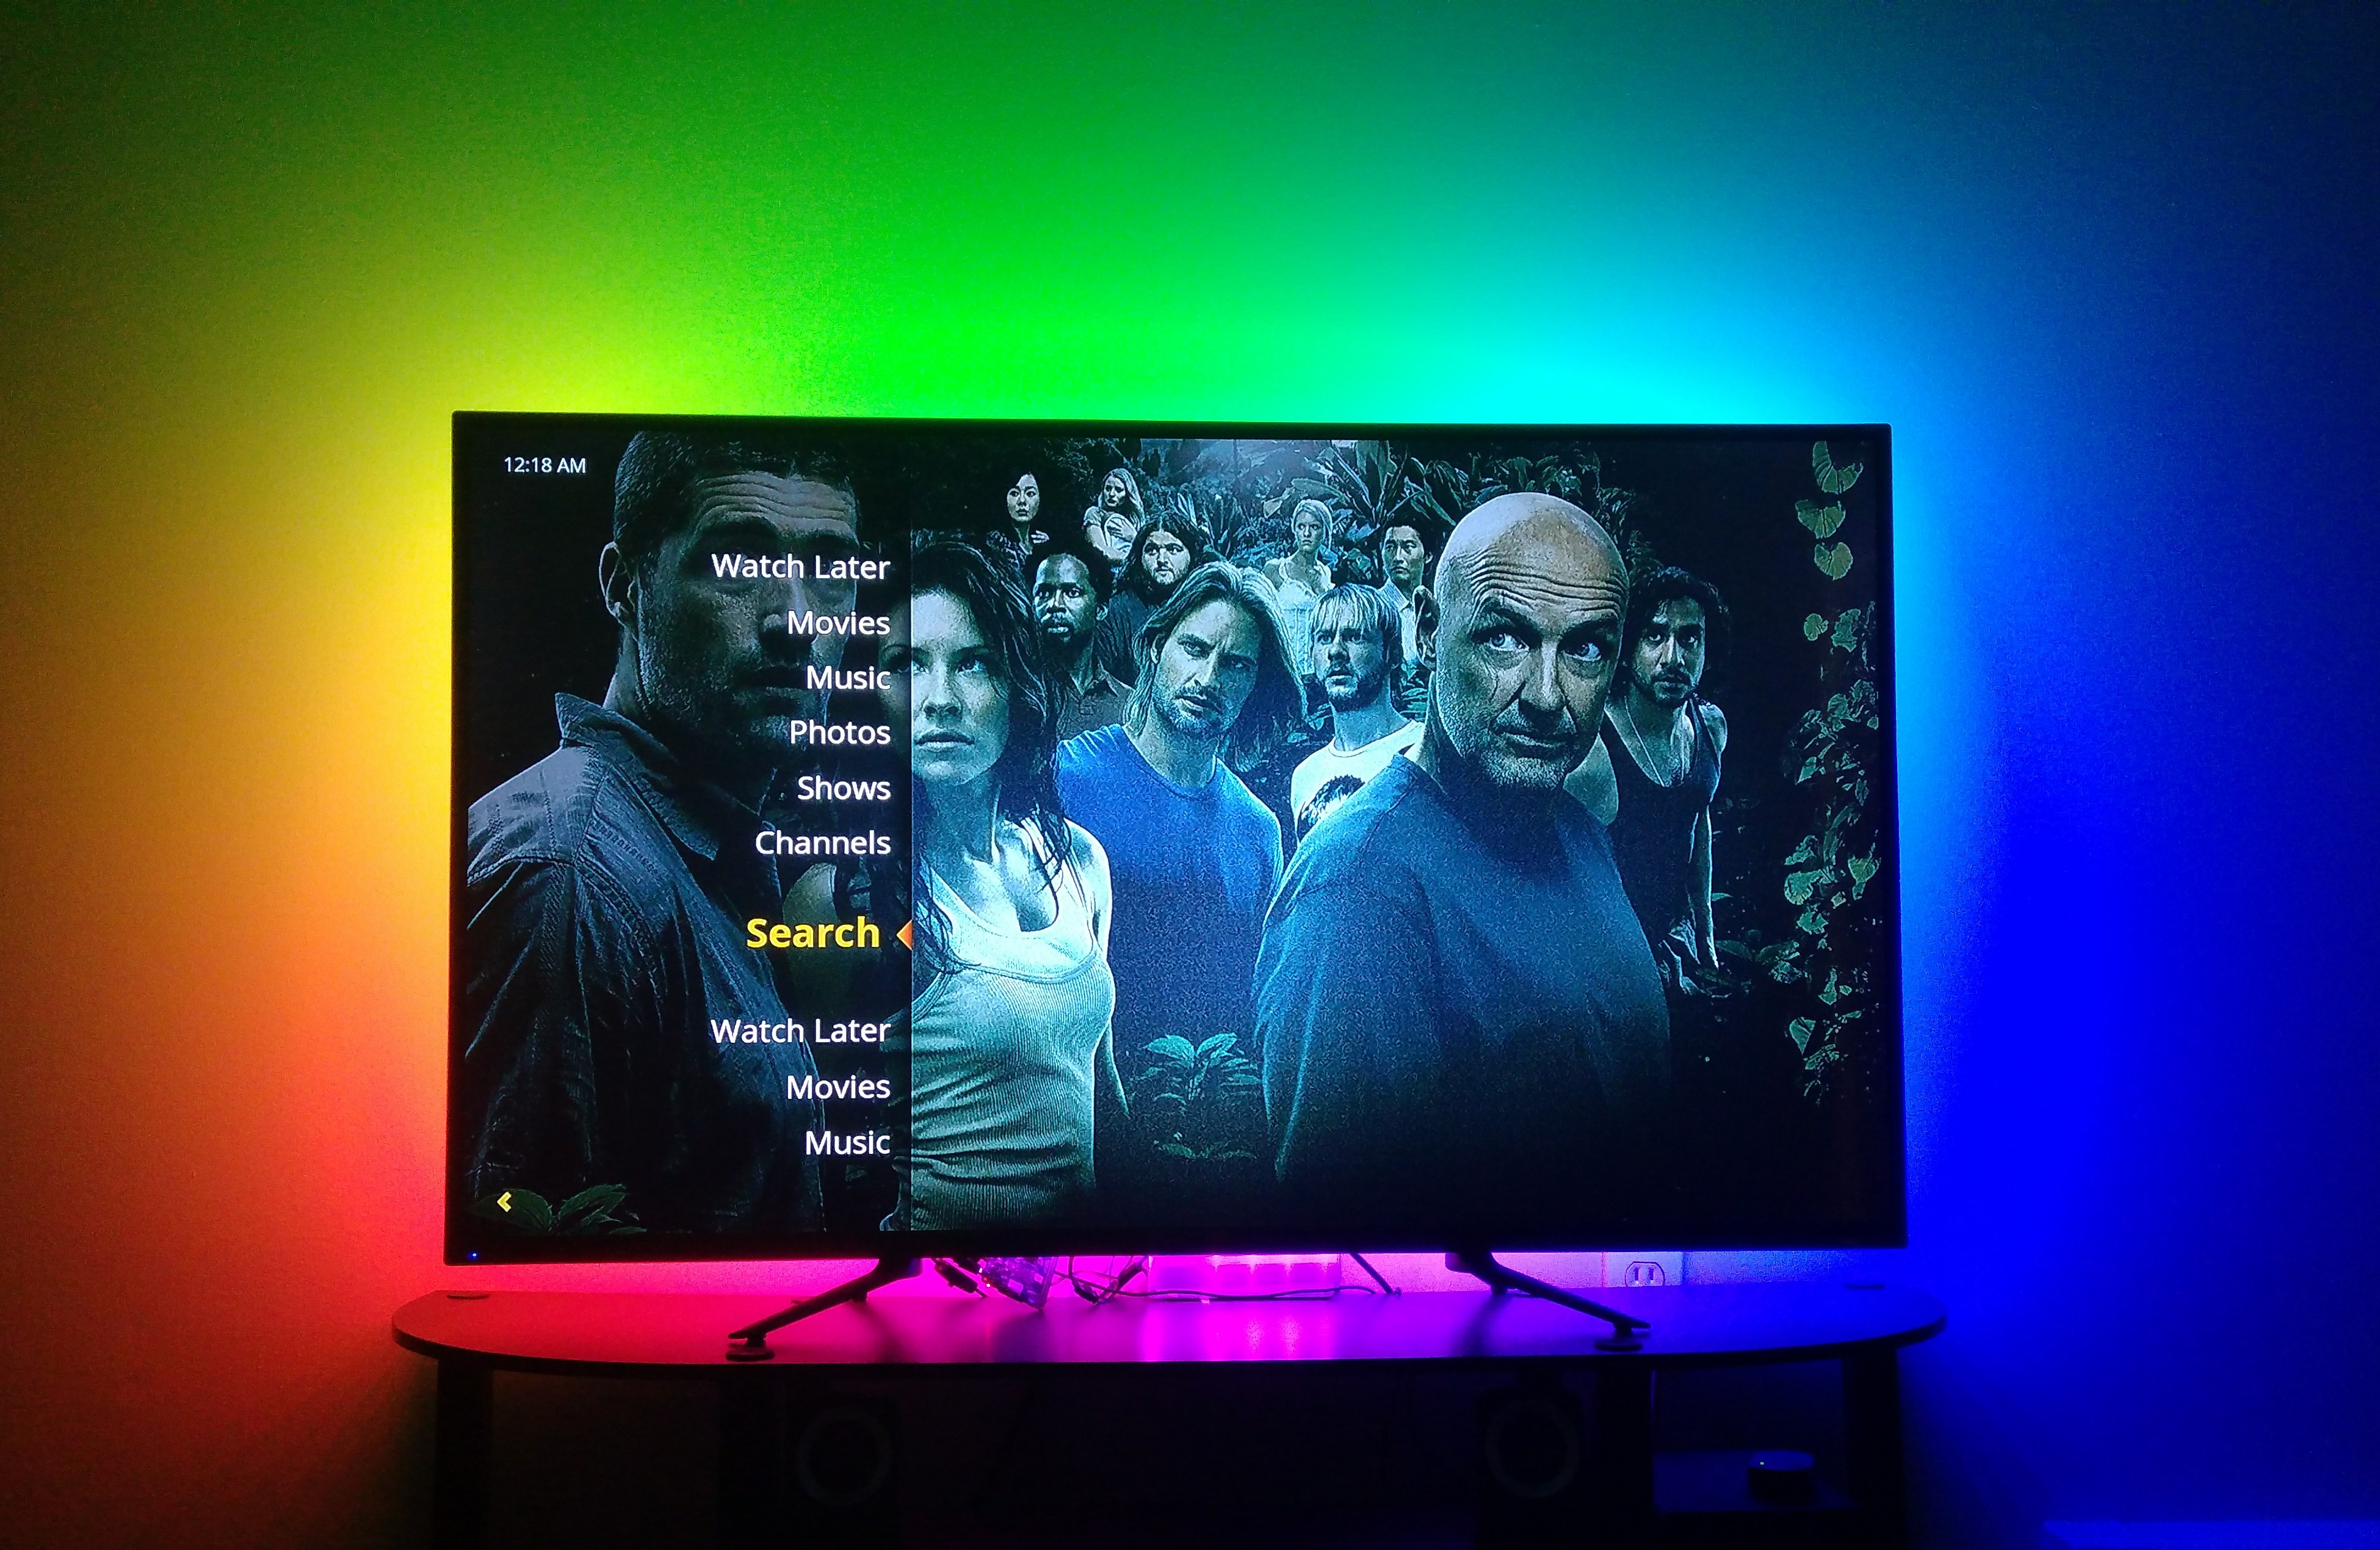 12:18 AM
Watch Later
Movies
Music
Photos
Shows
Channels
Search
Watch Later
Movies
Music